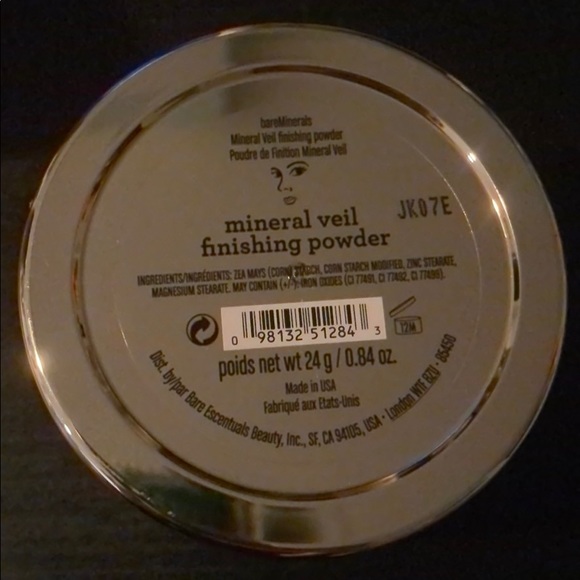 bareMinerals
Mineral Veil finishing powder
Poudre de Finition Mineral Veil
mineral veil
finishing powder
JK07E
INGREDIENTS/INGRÉDIENTS: ZEA MAYS (CORN) STARCH, CORN STARCH MODIFIED, ZINC STEARATE,
MAGNESIUM STEARATE. MAY CONTAIN (+/-): IRON OXIDES (CI 77491, CI 77492, CI 77499).
0 98132 51284 3
12M
poids net wt 24 g / 0.84 oz.
Made in USA
Fabriqué aux Etats-Unis
Dist. by/par Bare Escentuals Beauty, Inc., SF, CA 94105, USA • London W1T 6ZU • 85450